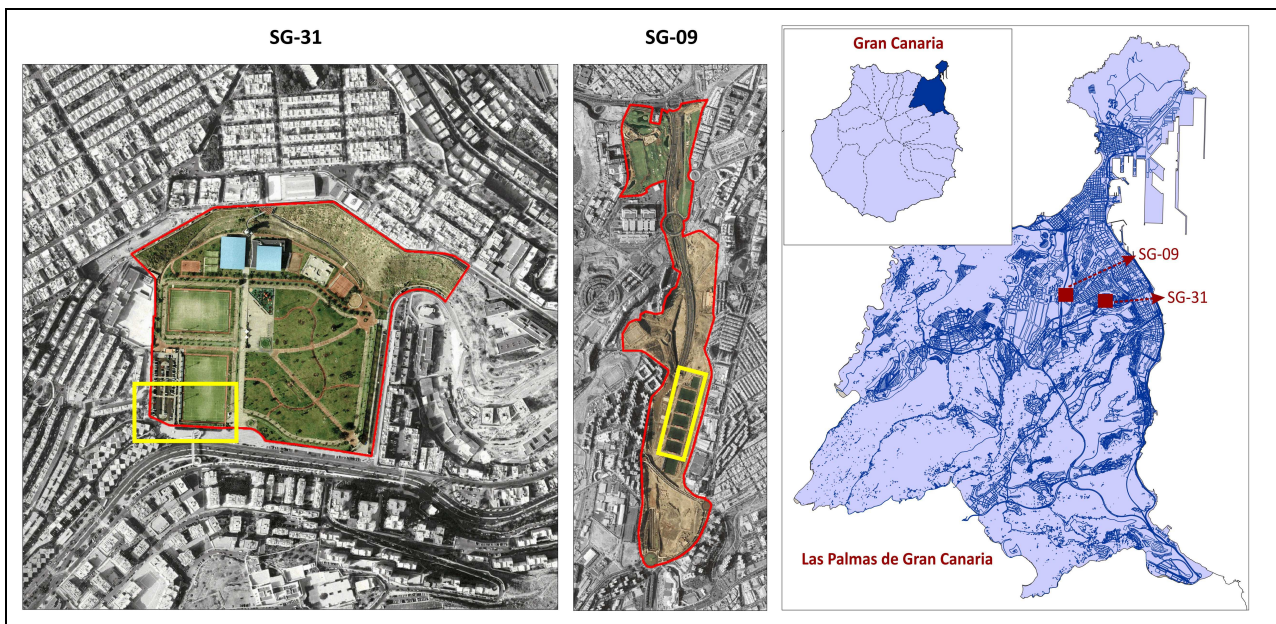 SG-31
SG-09
Gran Canaria
SG-09
SG-31
Las Palmas de Gran Canaria